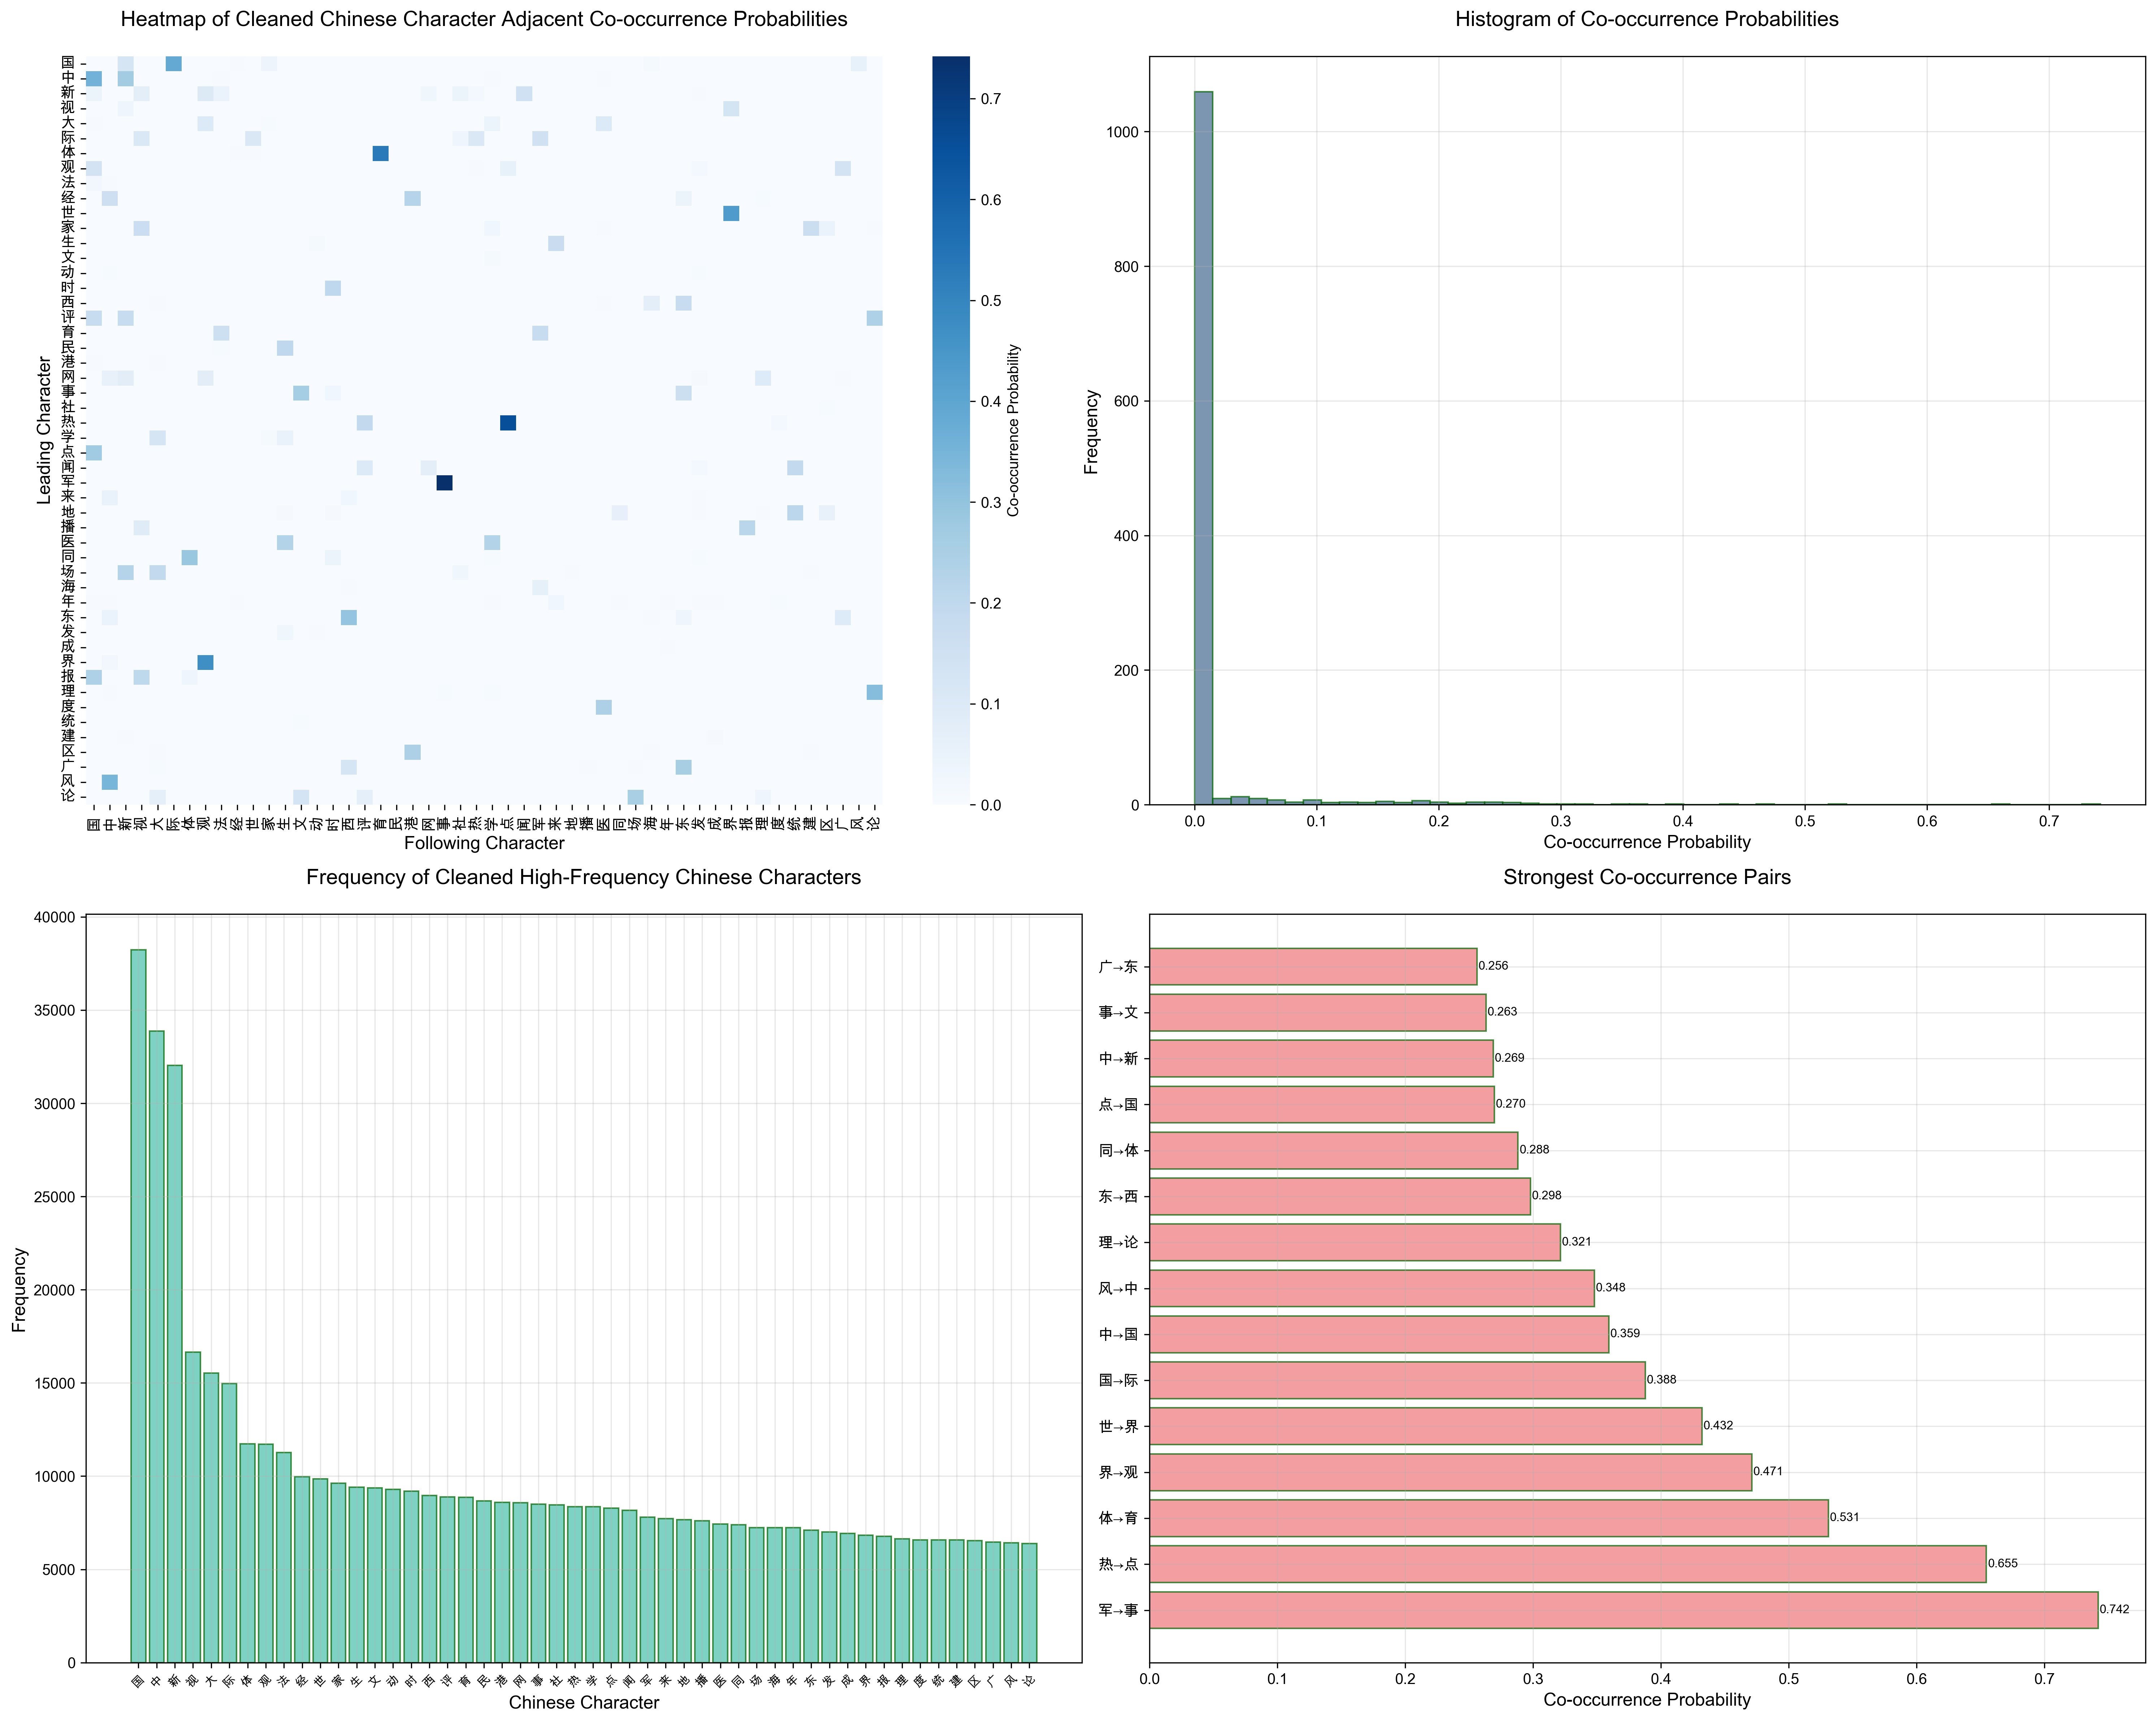 Heatmap of Cleaned Chinese Character Adjacent Co-occurrence Probabilities
Leading Character
国
中
新
视
大
际
体
观
法
经
世
家
生
文
动
时
西
评
育
民
港
网
事
社
热
学
点
闻
军
来
地
播
医
同
场
海
年
东
发
成
界
报
理
度
统
建
区
广
风
论
国 中 新 视 大 际 体 观 法 经 世 家 生 文 动 时 西 评 育 民 港 网 事 社 热 学 点 闻 军 来 地 播 医 同 场 海 年 东 发 成 界 报 理 度 统 建 区 广 风 论
Following Character
0.7
0.6
0.5
0.4
0.3
0.2
0.1
0.0
Co-occurrence Probability
Histogram of Co-occurrence Probabilities
Frequency
1000
800
600
400
200
0
0.0 0.1 0.2 0.3 0.4 0.5 0.6 0.7
Co-occurrence Probability
Frequency of Cleaned High-Frequency Chinese Characters
Frequency
40000
35000
30000
25000
20000
15000
10000
5000
0
国 中 新 视 大 际 体 观 法 经 世 家 生 文 动 时 西 评 育 民 港 网 事 社 热 学 点 闻 军 来 地 播 医 同 场 海 年 东 发 成 界 报 理 度 统 建 区 广 风 论
Chinese Character
Strongest Co-occurrence Pairs
广→东 0.256
事→文 0.263
中→新 0.269
点→国 0.270
同→体 0.288
东→西 0.298
理→论 0.321
风→中 0.348
中→国 0.359
国→际 0.388
世→界 0.432
界→观 0.471
体→育 0.531
热→点 0.655
军→事 0.742
0.0 0.1 0.2 0.3 0.4 0.5 0.6 0.7
Co-occurrence Probability